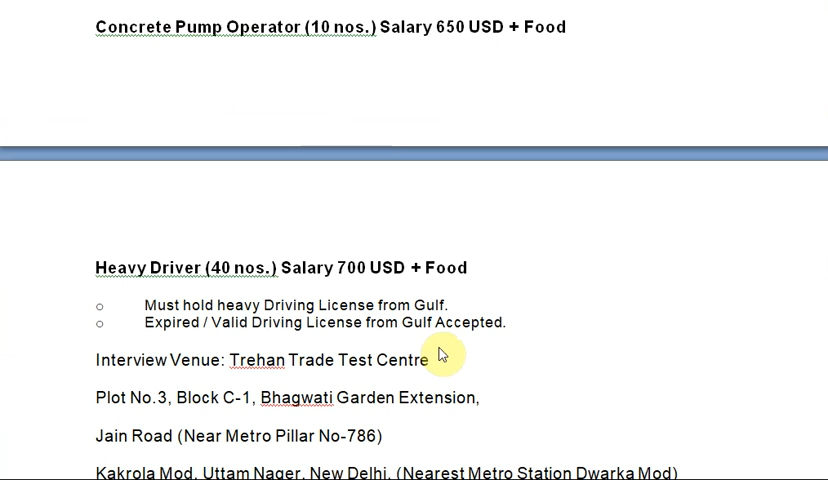 Concrete Pump Operator (10 nos.) Salary 650 USD + Food
Heavy Driver (40 nos.) Salary 700 USD + Food
o Must hold heavy Driving License from Gulf.
o Expired / Valid Driving License from Gulf Accepted.
Interview Venue: Trehan Trade Test Centre
Plot No.3, Block C-1, Bhagwati Garden Extension,
Jain Road (Near Metro Pillar No-786)
Kakrola Mod, Uttam Nager, New Delhi. (Nearest Metro Station Dwarka Mod)